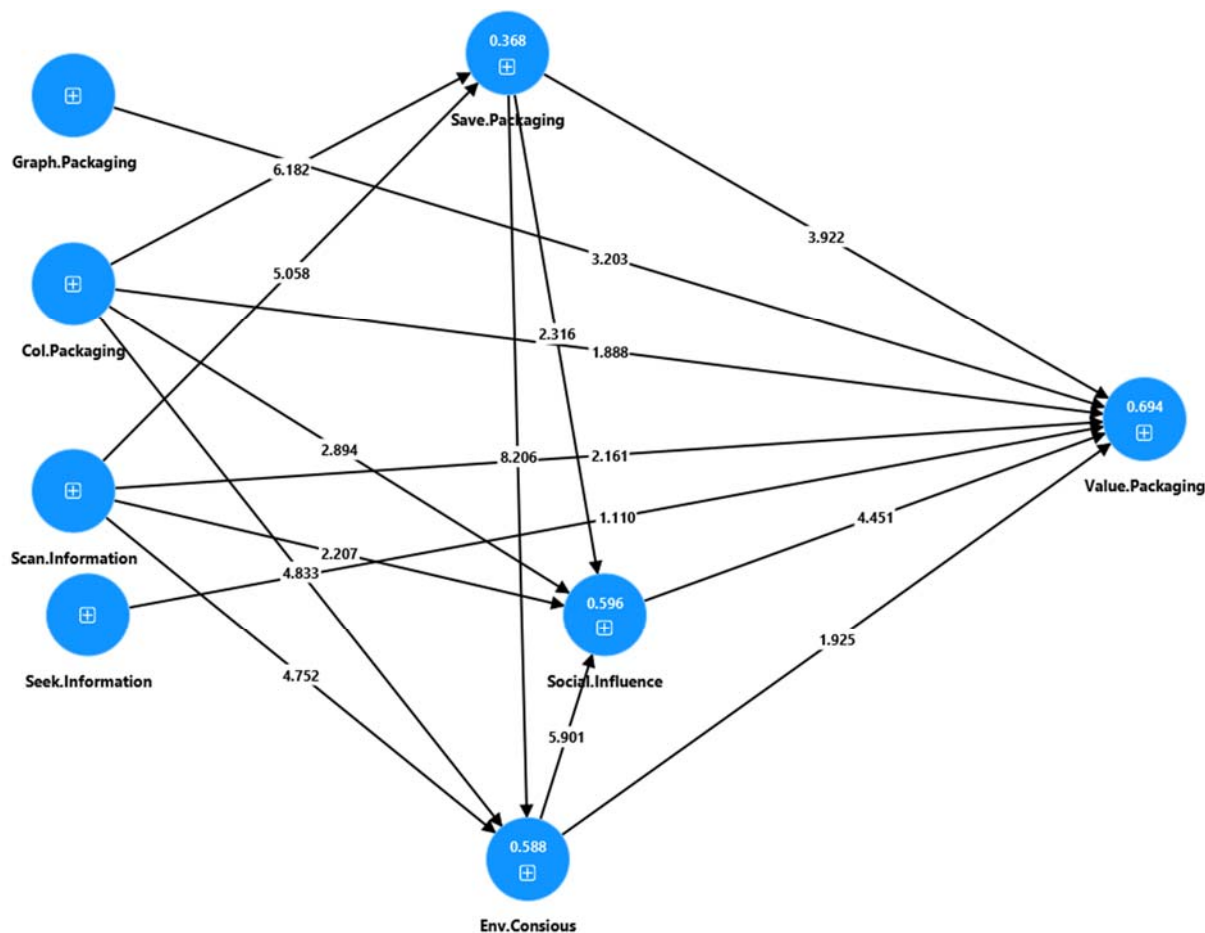 0.368
Save.Packaging
Graph.Packaging
6.182
3.922
3.203
5.058
Col.Packaging
2.316
1.888
0.694
Value.Packaging
2.894
8.206
2.161
Scan.Information
1.110
4.451
2.207
4.833
0.596
Social.Influence
Seek.Information
4.752
1.925
5.901
0.588
Env.Consious